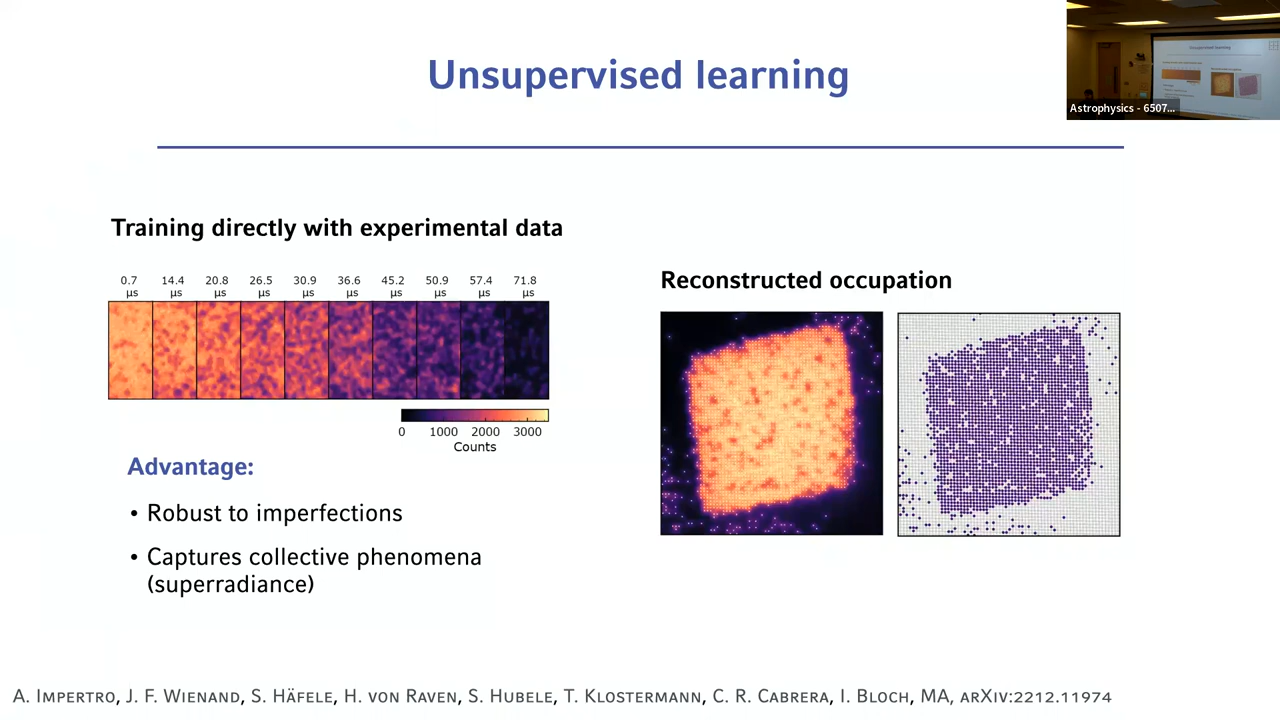 Unsupervised learning
Astrophysics - 6507...
Training directly with experimental data
0.7 14.4 20.8 26.5 30.9 36.6 45.2 50.9 57.4 71.8
μs μs μs μs μs μs μs μs μs μs
0 1000 2000 3000
Counts
Advantage:
• Robust to imperfections
• Captures collective phenomena
(superradiance)
Reconstructed occupation
A. Impertro, J. F. Wienand, S. Häfele, H. von Raven, S. Hubele, T. Klostermann, C. R. Cabrera, I. Bloch, MA, arXiv:2212.11974